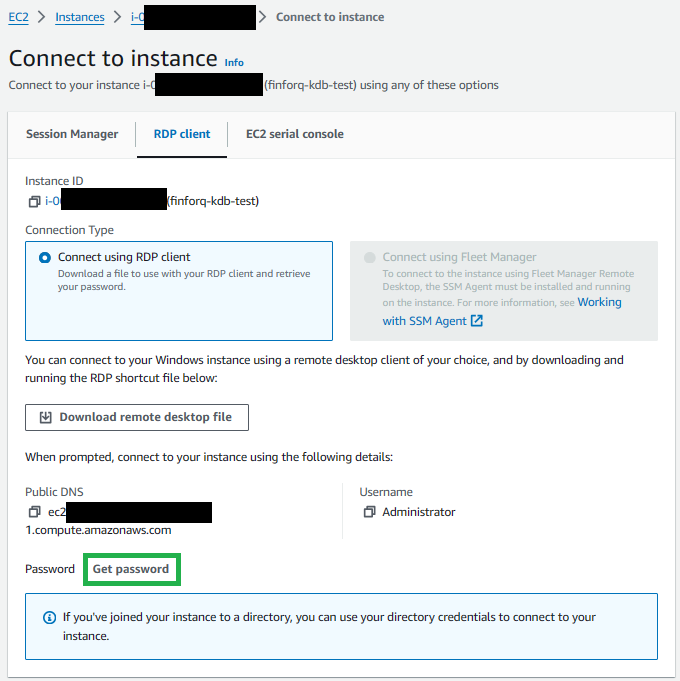 EC2 > Instances > i-0 > Connect to instance
Connect to instance Info
Connect to your instance i-0 (finforq-kdb-test) using any of these options
Session Manager RDP client EC2 serial console
Instance ID
i-0 (finforq-kdb-test)
Connection Type
Connect using RDP client
Download a file to use with your RDP client and retrieve
your password.
Connect using Fleet Manager
To connect to the instance using Fleet Manager Remote
Desktop, the SSM Agent must be installed and running
on the instance. For more information, see Working
with SSM Agent
You can connect to your Windows instance using a remote desktop client of your choice, and by downloading and
running the RDP shortcut file below:
Download remote desktop file
When prompted, connect to your instance using the following details:
Public DNS
ec2
1.compute.amazonaws.com
Username
Administrator
Password Get password
If you've joined your instance to a directory, you can use your directory credentials to connect to your
instance.